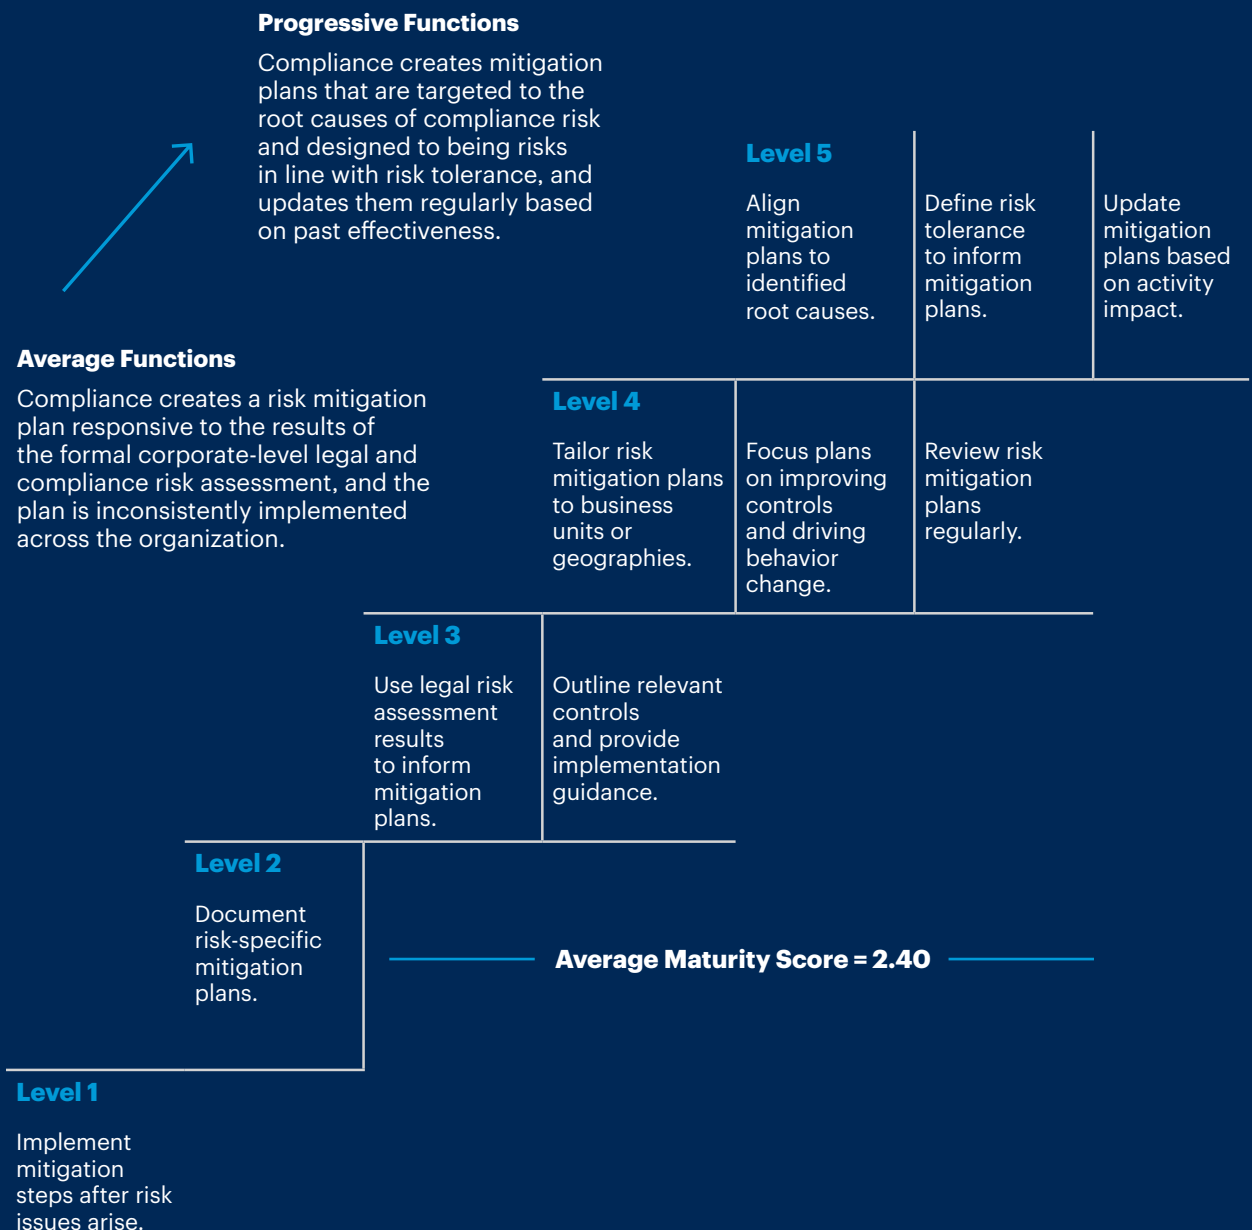 Progressive Functions
Compliance creates mitigation
plans that are targeted to the
root causes of compliance risk
and designed to being risks
in line with risk tolerance, and
updates them regularly based
on past effectiveness.
Average Functions
Compliance creates a risk mitigation
plan responsive to the results of
the formal corporate-level legal and
compliance risk assessment, and the
plan is inconsistently implemented
across the organization.
Level 5
Align
mitigation
plans to
identified
root causes.
Define risk
tolerance
to inform
mitigation
plans.
Update
mitigation
plans based
on activity
impact.
Level 4
Tailor risk
mitigation plans
to business
units or
geographies.
Focus plans
on improving
controls
and driving
behavior
change.
Review risk
mitigation
plans
regularly.
Level 3
Use legal risk
assessment
results
to inform
mitigation
plans.
Outline relevant
controls
and provide
implementation
guidance.
Level 2
Document
risk-specific
mitigation
plans.
Average Maturity Score = 2.40
Level 1
Implement
mitigation
steps after risk
issues arise.